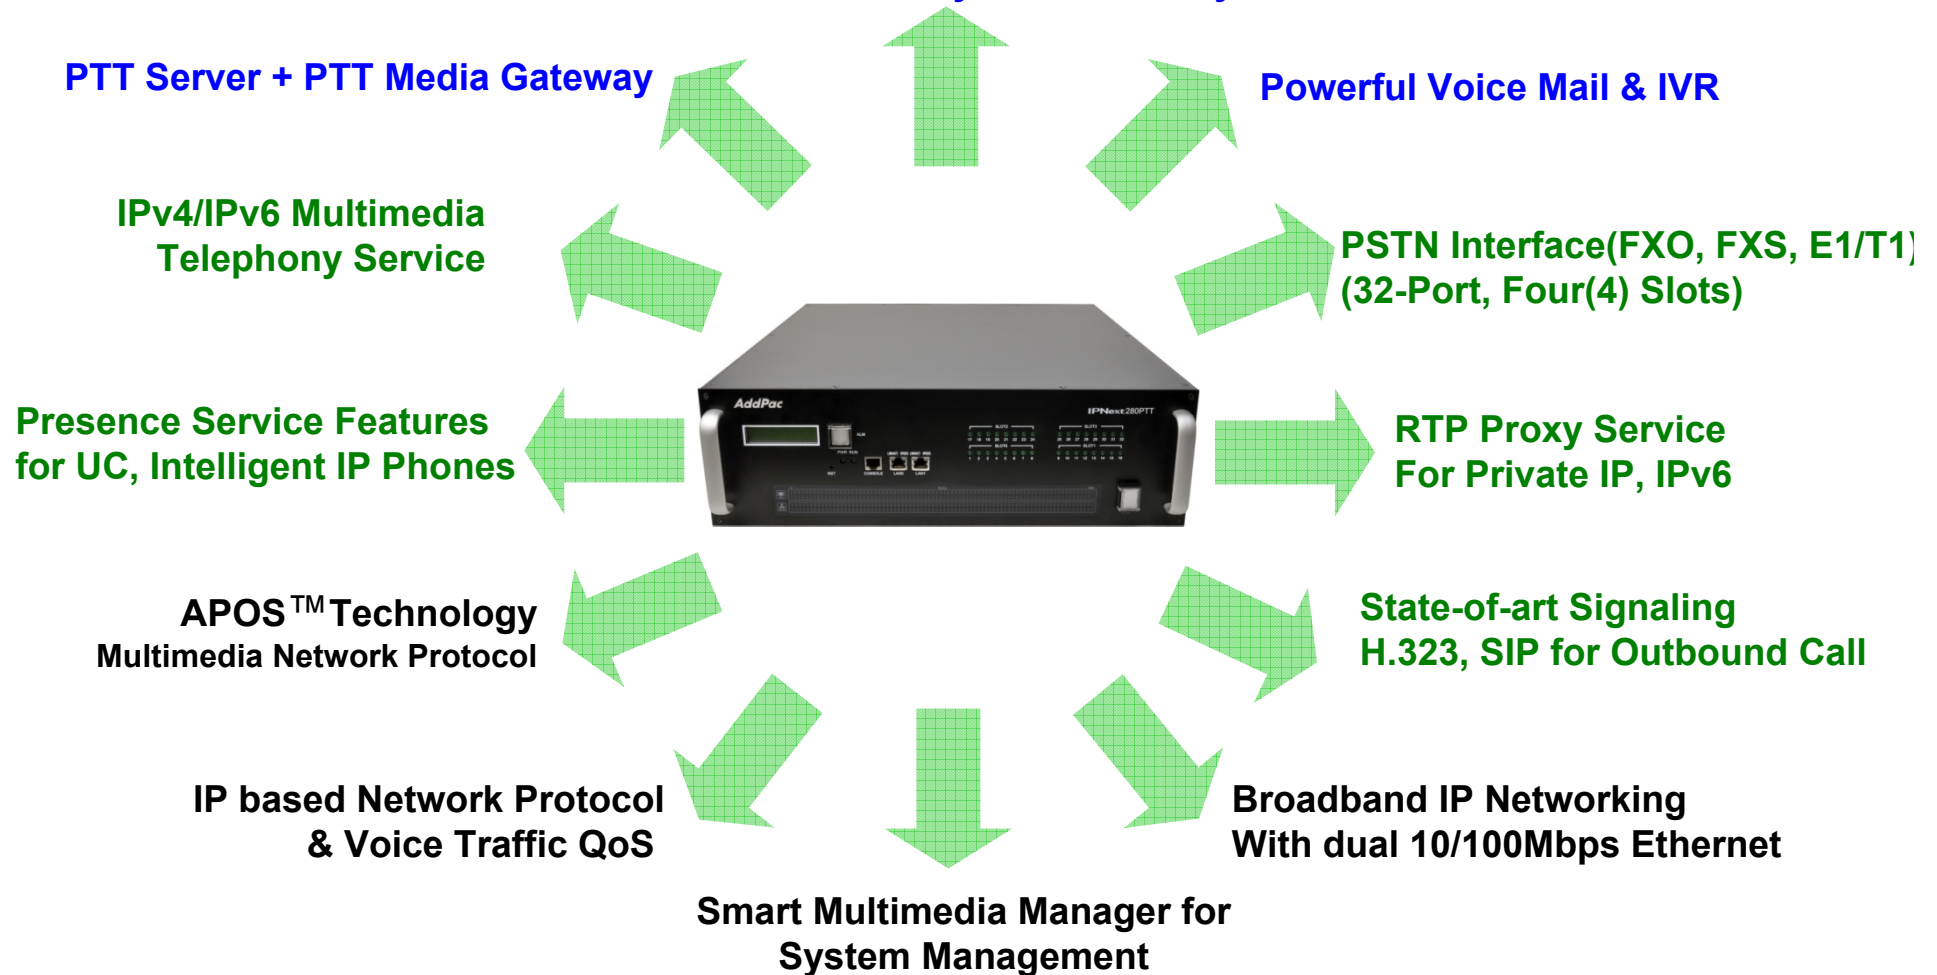 PTT Server + PTT Media Gateway
Powerful Voice Mail & IVR
IPv4/IPv6 Multimedia
Telephony Service
PSTN Interface(FXO, FXS, E1/T1)
(32-Port, Four(4) Slots)
Presence Service Features
for UC, Intelligent IP Phones
AddPac
IPNext280PTT
RTP Proxy Service
For Private IP, IPv6
APOS™Technology
Multimedia Network Protocol
State-of-art Signaling
H.323, SIP for Outbound Call
IP based Network Protocol
& Voice Traffic QoS
Broadband IP Networking
With dual 10/100Mbps Ethernet
Smart Multimedia Manager for
System Management